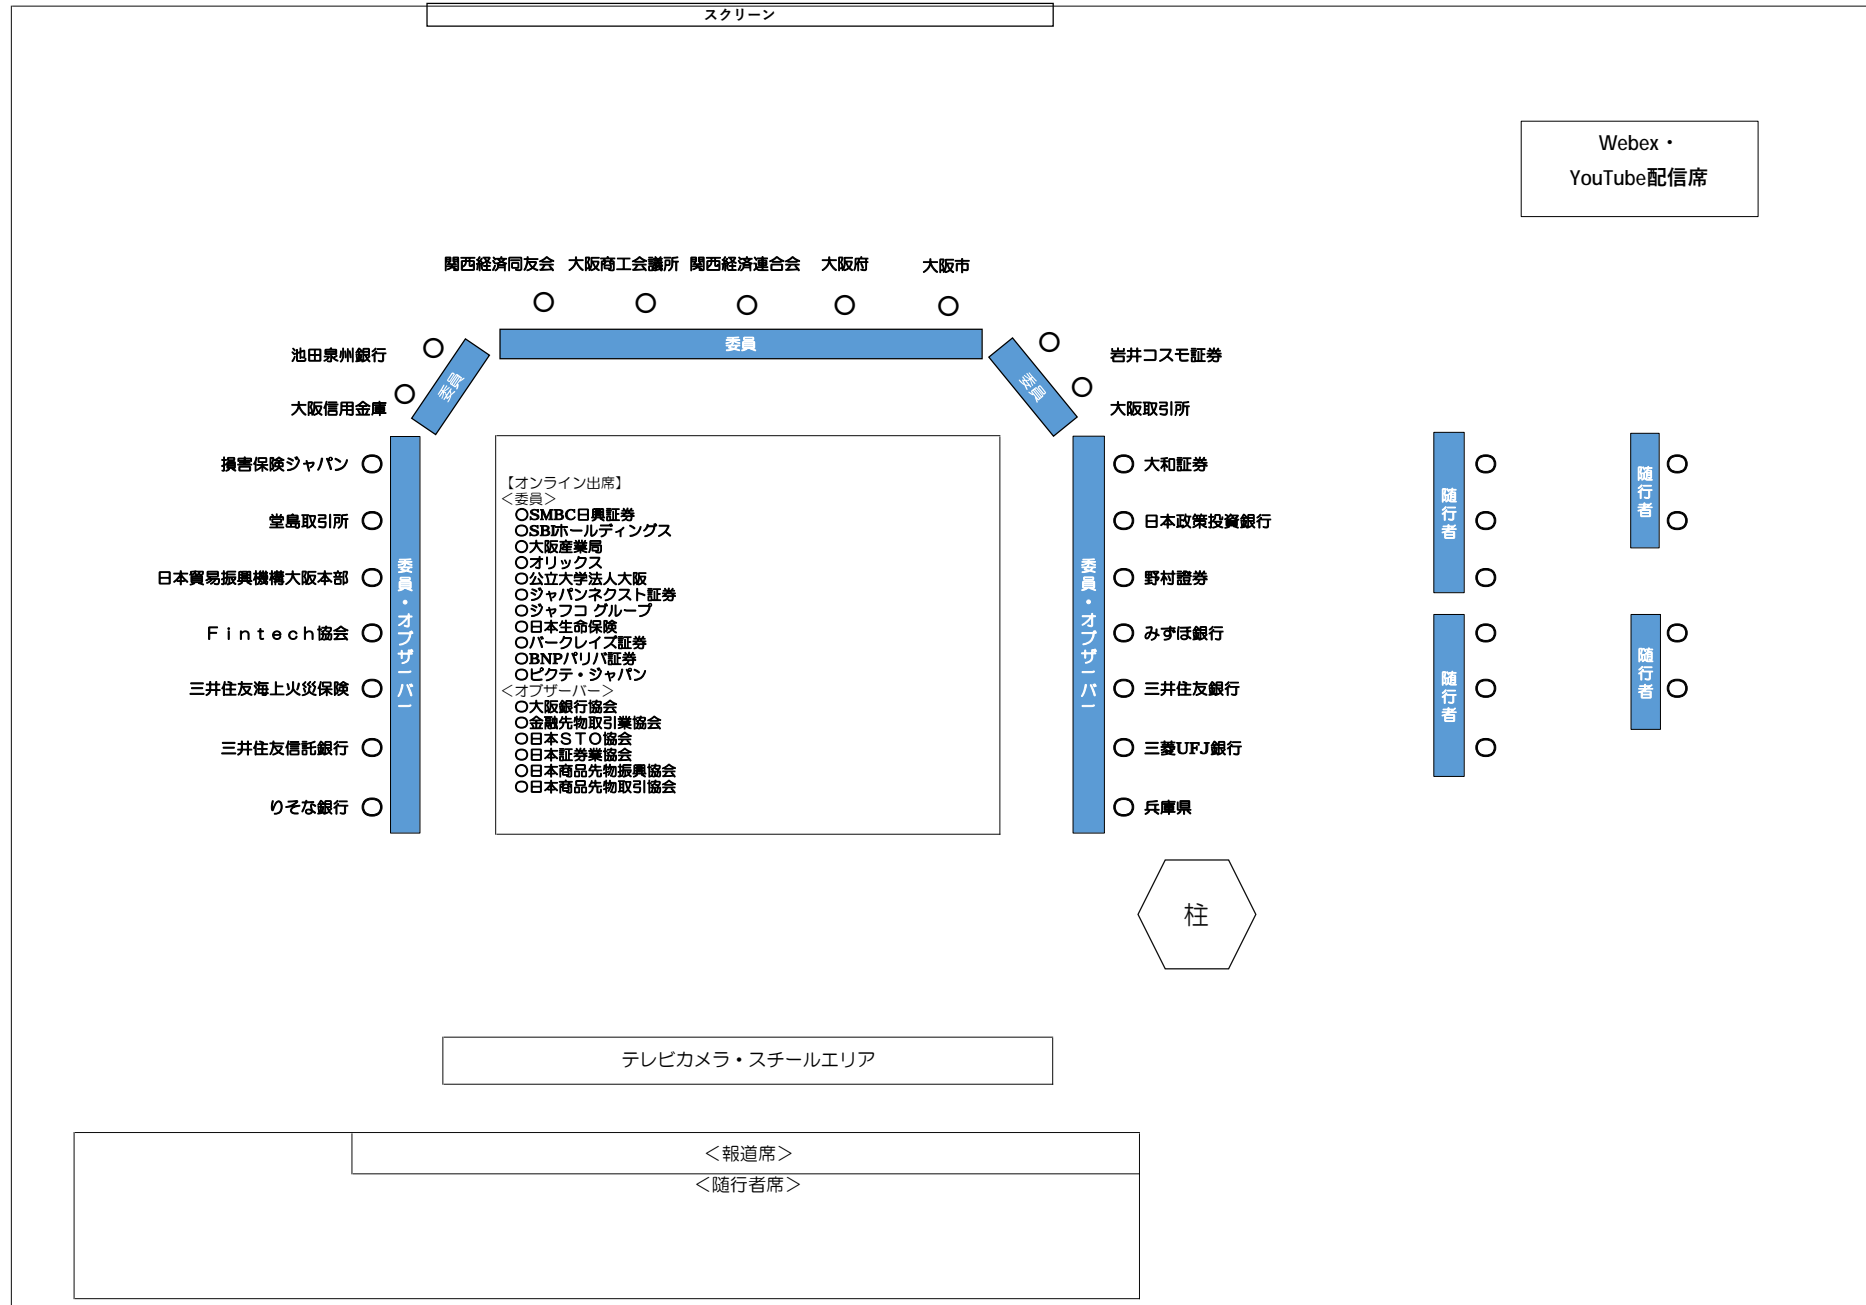 スクリーン
Webex・
YouTube配信席
関西経済同友会 大阪商工会議所 関西経済連合会 大阪府 大阪市
委員
池田泉州銀行
大阪信用金庫
委員
委員
岩井コスモ証券
大阪取引所
損害保険ジャパン
堂島取引所
日本貿易振興機構大阪本部
Fintech協会
三井住友海上火災保険
三井住友信託銀行
りそな銀行
委員・オブザーバー
【オンライン出席】
＜委員＞
○SMBC日興証券
○SBIホールディングス
○大阪産業局
○オリックス
○公立大学法人大阪
○ジャパンネクスト証券
○ジャフコ グループ
○日本生命保険
○バークレイズ証券
○BNPパリバ証券
○ピクテ・ジャパン
＜オブザーバー＞
○大阪銀行協会
○金融先物取引業協会
○日本ＳＴＯ協会
○日本証券業協会
○日本商品先物振興協会
○日本商品先物取引協会
委員・オブザーバー
大和証券
日本政策投資銀行
野村證券
みずほ銀行
三井住友銀行
三菱UFJ銀行
兵庫県
随行者
随行者
随行者
随行者
柱
テレビカメラ・スチールエリア
＜報道席＞
＜随行者席＞